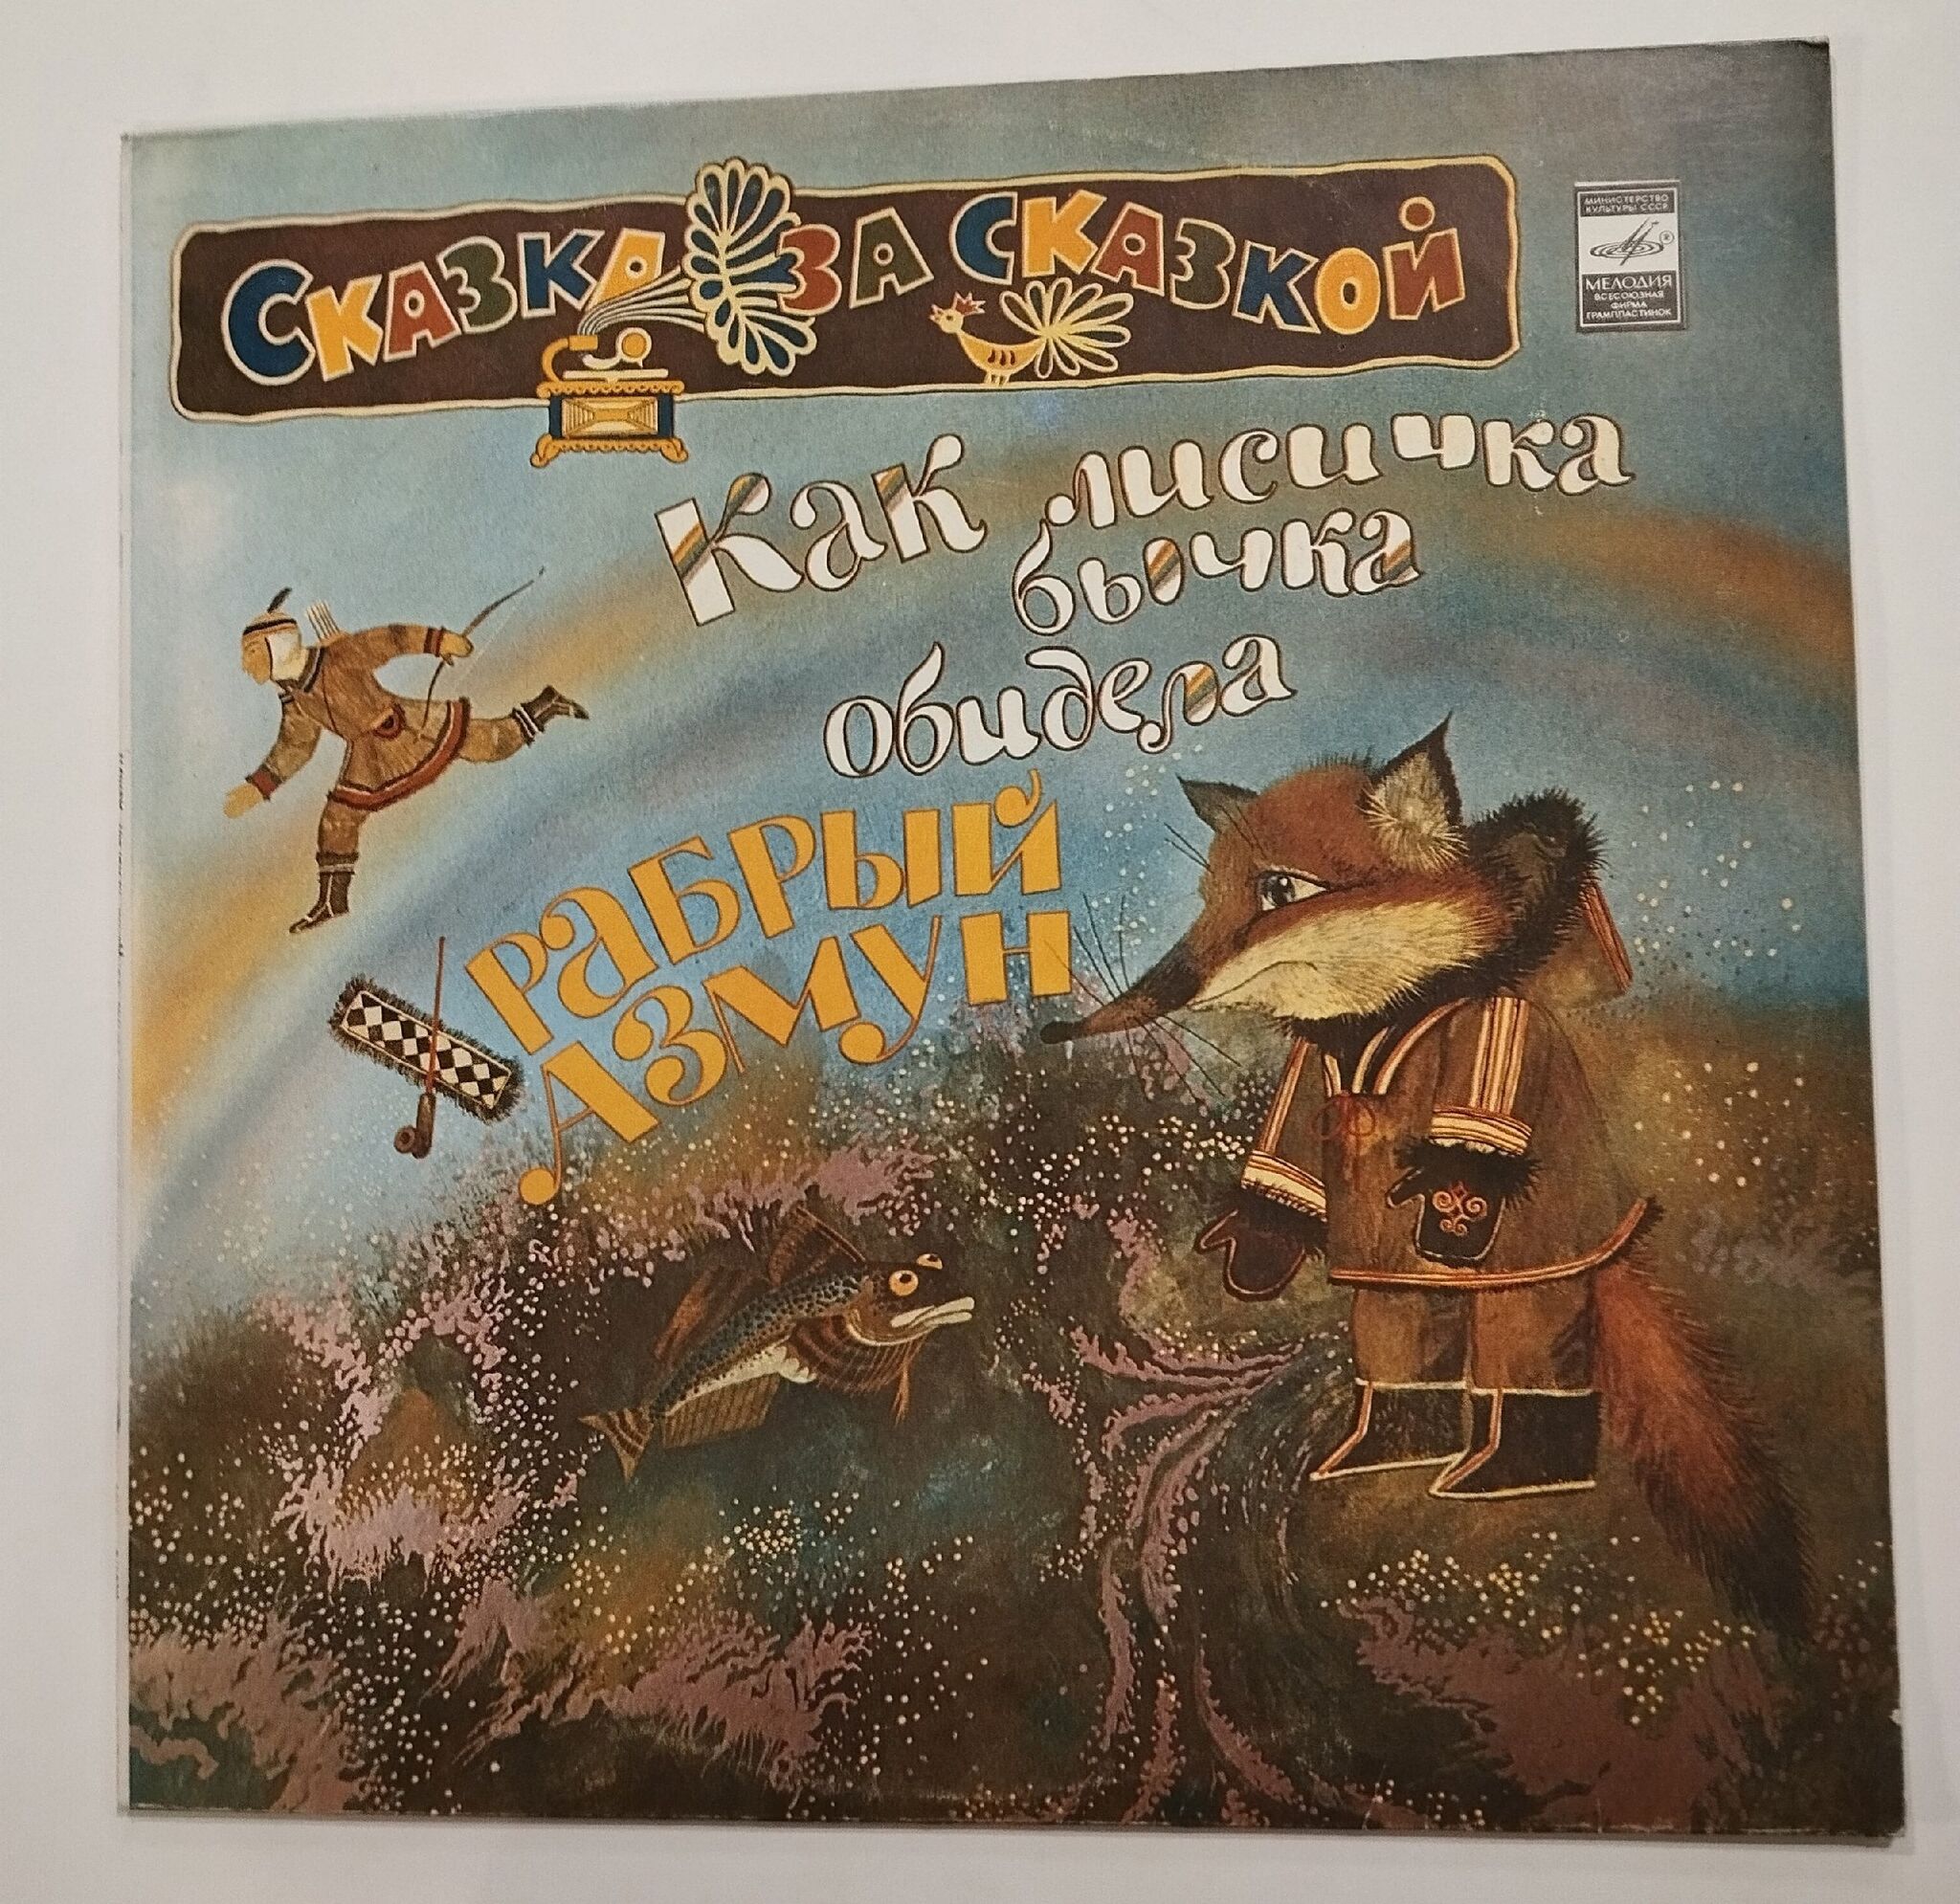 Сказка за сказкой
МИНИСТЕРСТВО
КУЛЬТУРЫ СССР
МЕЛОДИЯ
ВСЕСОЮЗНАЯ
ФИРМА
ГРАМПЛАСТИНОК
Как лисичка
бычка
обидела
Храбрый
Азмун